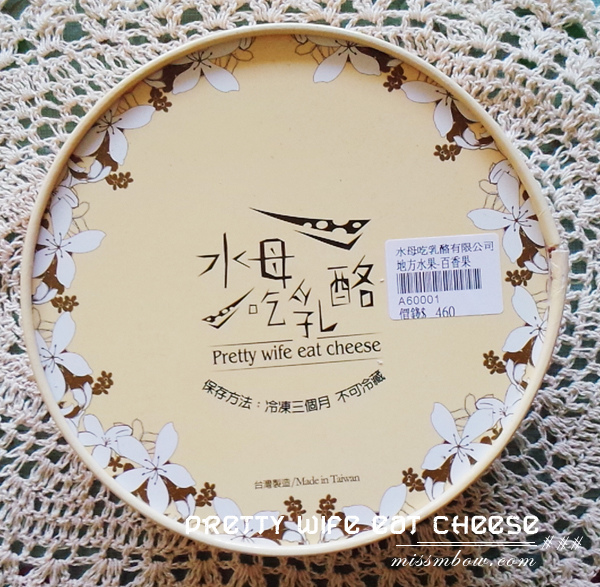 水母
吃乳酪
Pretty wife eat cheese
保存方法：冷凍三個月 不可冷藏
台灣製造/Made in Taiwan
水母吃乳酪有限公司
地方水果-百香果
A60001
價錢$ 460
PRETTY WIFE EAT CHEESE
###
missmbow.com